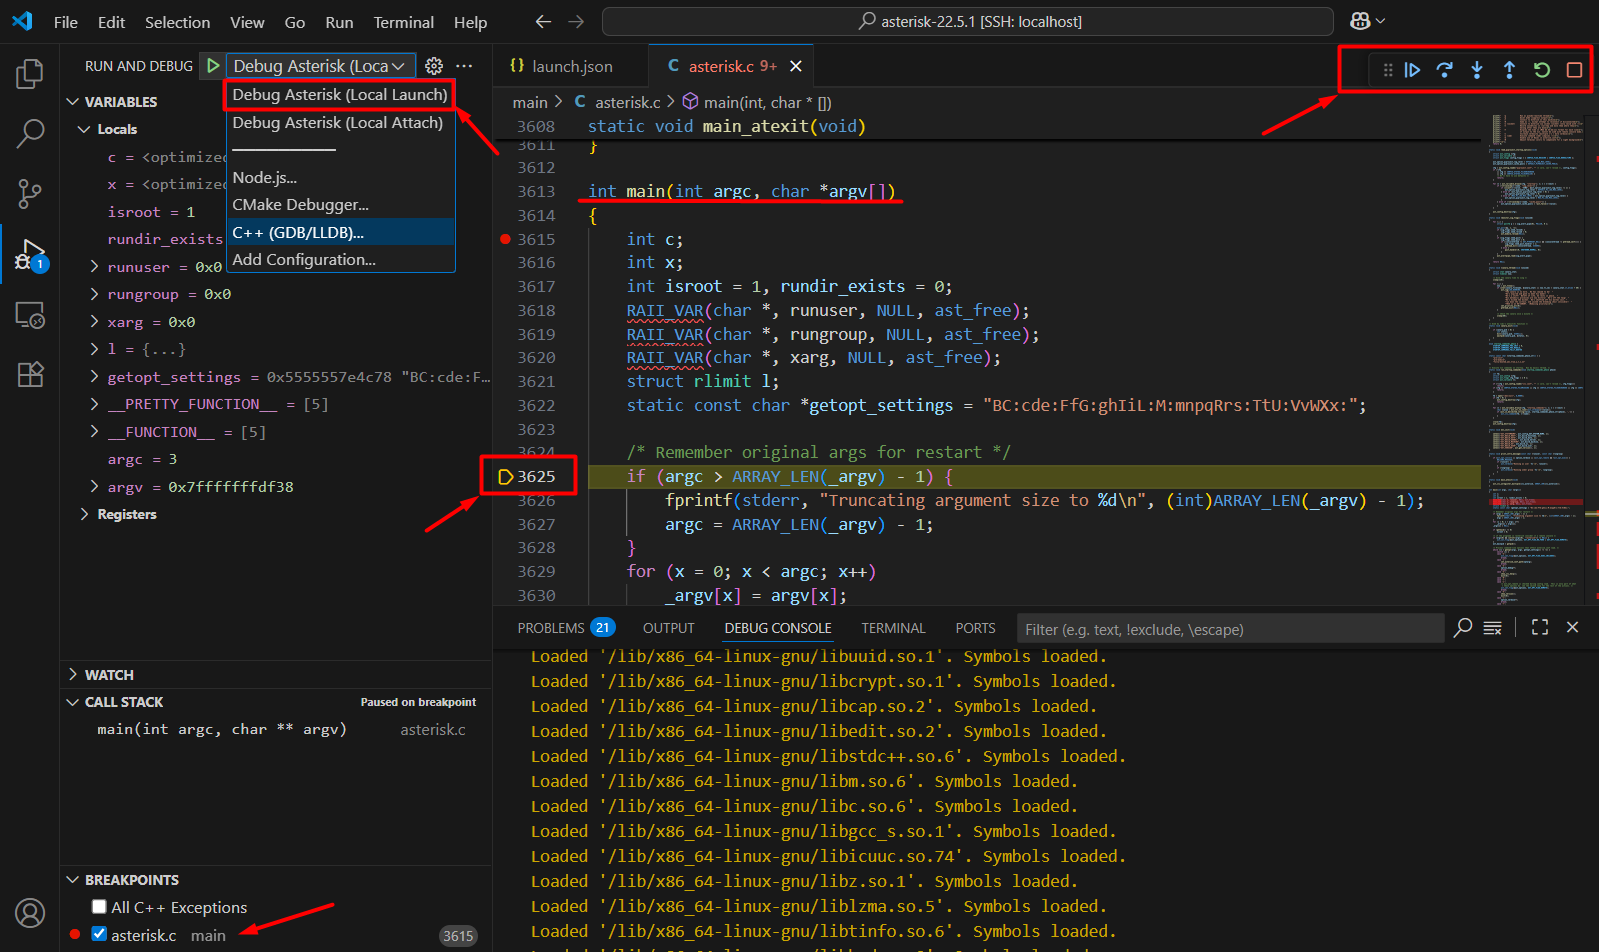 File Edit Selection View Go Run Terminal Help
asterisk-22.5.1 [SSH: localhost]
RUN AND DEBUG
Debug Asterisk (Loca
Debug Asterisk (Local Launch)
Debug Asterisk (Local Attach)
Node.js...
CMake Debugger...
C++ (GDB/LLDB)...
Add Configuration...
1
VARIABLES
Locals
c = <optimized
x = <optimized
isroot = 1
rundir_exists
runuser = 0x0
rungroup = 0x0
xarg = 0x0
l = {...}
getopt_settings = 0x5555557e4c78 "BC:cde:F...
__PRETTY_FUNCTION__ = [5]
__FUNCTION__ = [5]
argc = 3
argv = 0x7fffffffdf38
Registers
WATCH
CALL STACK Paused on breakpoint
main(int argc, char ** argv) asterisk.c
BREAKPOINTS
All C++ Exceptions
asterisk.c main 3615
{} launch.json
C asterisk.c 9+
main > C asterisk.c > main(int, char * [])
3608 static void main_atexit(void)
3611 }
3612
3613 int main(int argc, char *argv[])
3614 {
3615 int c;
3616 int x;
3617 int isroot = 1, rundir_exists = 0;
3618 RAII_VAR(char *, runuser, NULL, ast_free);
3619 RAII_VAR(char *, rungroup, NULL, ast_free);
3620 RAII_VAR(char *, xarg, NULL, ast_free);
3621 struct rlimit l;
3622 static const char *getopt_settings = "BC:cde:FfG:ghIiL:M:mnpqRrs:TtU:VvWXx:";
3623
3624 /* Remember original args for restart */
3625 if (argc > ARRAY_LEN(_argv) - 1) {
3626 fprintf(stderr, "Truncating argument size to %d\n", (int)ARRAY_LEN(_argv) - 1);
3627 argc = ARRAY_LEN(_argv) - 1;
3628 }
3629 for (x = 0; x < argc; x++)
3630 _argv[x] = argv[x];
PROBLEMS 21 OUTPUT DEBUG CONSOLE TERMINAL PORTS Filter (e.g. text, !exclude, \escape)
Loaded '/lib/x86_64-linux-gnu/libuuid.so.1'. Symbols loaded.
Loaded '/lib/x86_64-linux-gnu/libcrypt.so.1'. Symbols loaded.
Loaded '/lib/x86_64-linux-gnu/libcap.so.2'. Symbols loaded.
Loaded '/lib/x86_64-linux-gnu/libedit.so.2'. Symbols loaded.
Loaded '/lib/x86_64-linux-gnu/libstdc++.so.6'. Symbols loaded.
Loaded '/lib/x86_64-linux-gnu/libm.so.6'. Symbols loaded.
Loaded '/lib/x86_64-linux-gnu/libc.so.6'. Symbols loaded.
Loaded '/lib/x86_64-linux-gnu/libgcc_s.so.1'. Symbols loaded.
Loaded '/lib/x86_64-linux-gnu/libicuuc.so.74'. Symbols loaded.
Loaded '/lib/x86_64-linux-gnu/libz.so.1'. Symbols loaded.
Loaded '/lib/x86_64-linux-gnu/liblzma.so.5'. Symbols loaded.
Loaded '/lib/x86_64-linux-gnu/libtinfo.so.6'. Symbols loaded.